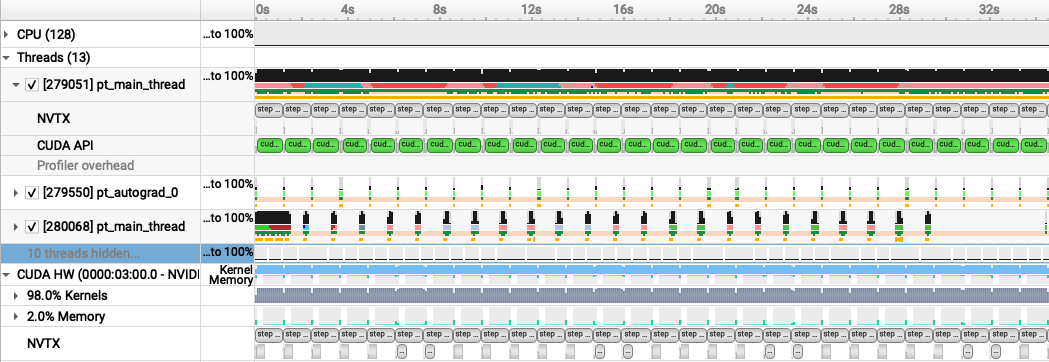 0s 4s 8s 12s 16s 20s 24s 28s 32s
CPU (128) ...to 100%
Threads (13)
[279051] pt_main_thread ...to 100%
NVTX step ... step ... step ... step ... step ... step ... step ... step ... step ... step ... step ... step ... step ... step ... step ... step ... step ... step ... step ... step ... step ... step ... step ... step ... step ... step ... step ... step ...
CUDA API cud... cud... cud... cud... cud... cud... cud... cud... cud... cud... cud... cud... cud... cud... cud... cud... cud... cud... cud... cud... cud... cud... cud... cud... cud... cud... cud... cud...
Profiler overhead
[279550] pt_autograd_0 ...to 100%
[280068] pt_main_thread ...to 100%
10 threads hidden... ...to 100%
CUDA HW (0000:03:00.0 - NVIDI Kernel
Memory
98.0% Kernels
2.0% Memory
NVTX step ... step ... step ... step ... step ... step ... step ... step ... step ... step ... step ... step ... step ... step ... step ... step ... step ... step ... step ... step ... step ... step ... step ... step ... step ... step ... step ... step ...
... ... ... ... ... ... ... ...